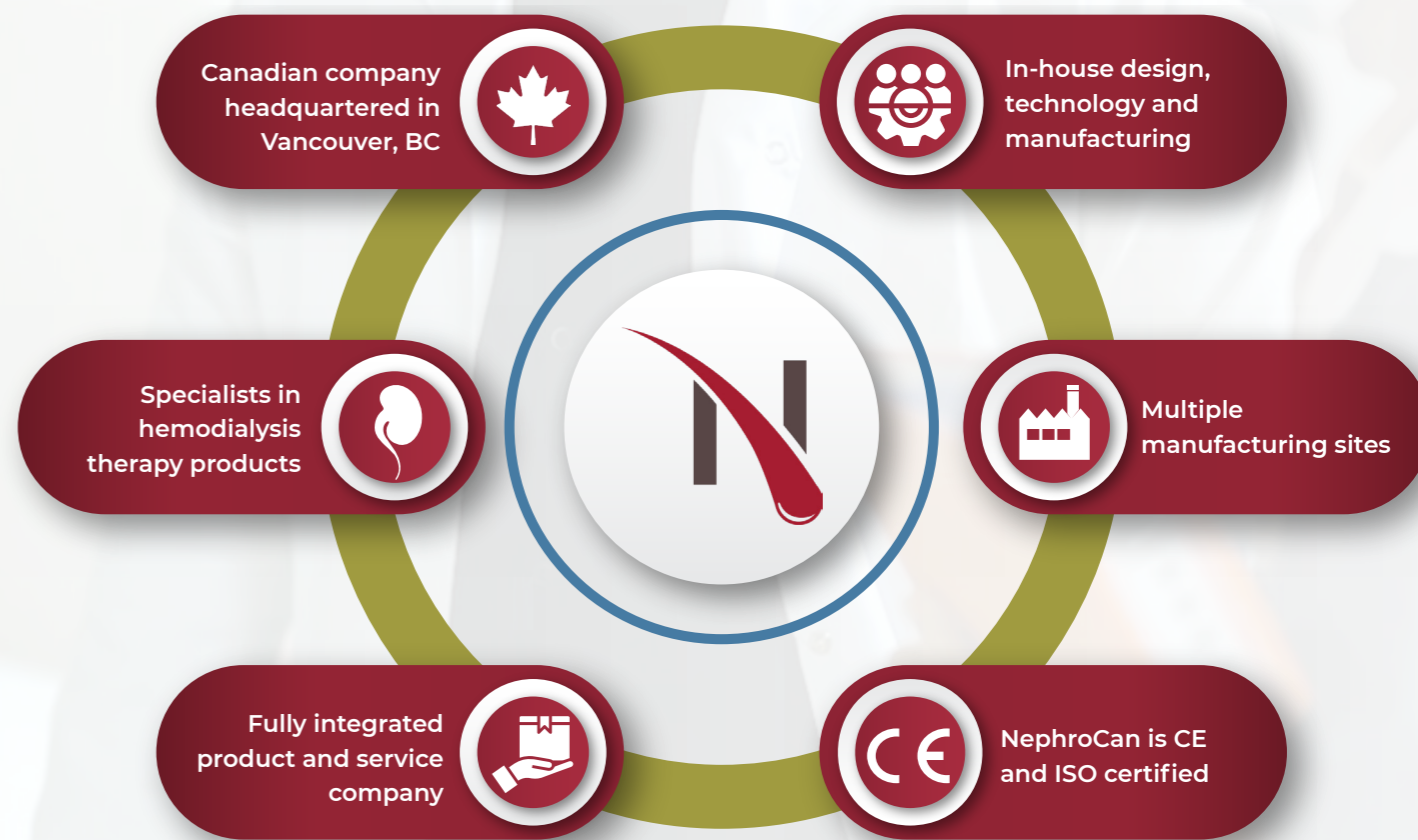 Canadian company
headquartered in
Vancouver, BC
In-house design,
technology and
manufacturing
Specialists in
hemodialysis
therapy products
N
Multiple
manufacturing sites
Fully integrated
product and service
company
CE
NephroCan is CE
and ISO certified